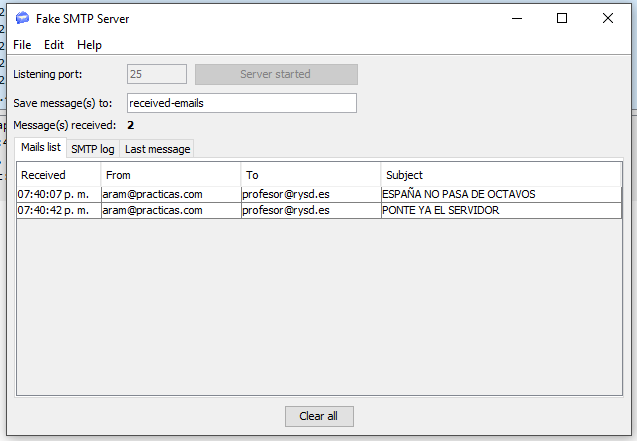 Fake SMTP Server
File Edit Help
Listening port: 25 Server started
Save message(s) to: received-emails
Message(s) received: 2
Mails list SMTP log Last message
Received From To Subject
07:40:07 p. m. aram@practicas.com profesor@rysd.es ESPAÑA NO PASA DE OCTAVOS
07:40:42 p. m. aram@practicas.com profesor@rysd.es PONTE YA EL SERVIDOR
Clear all